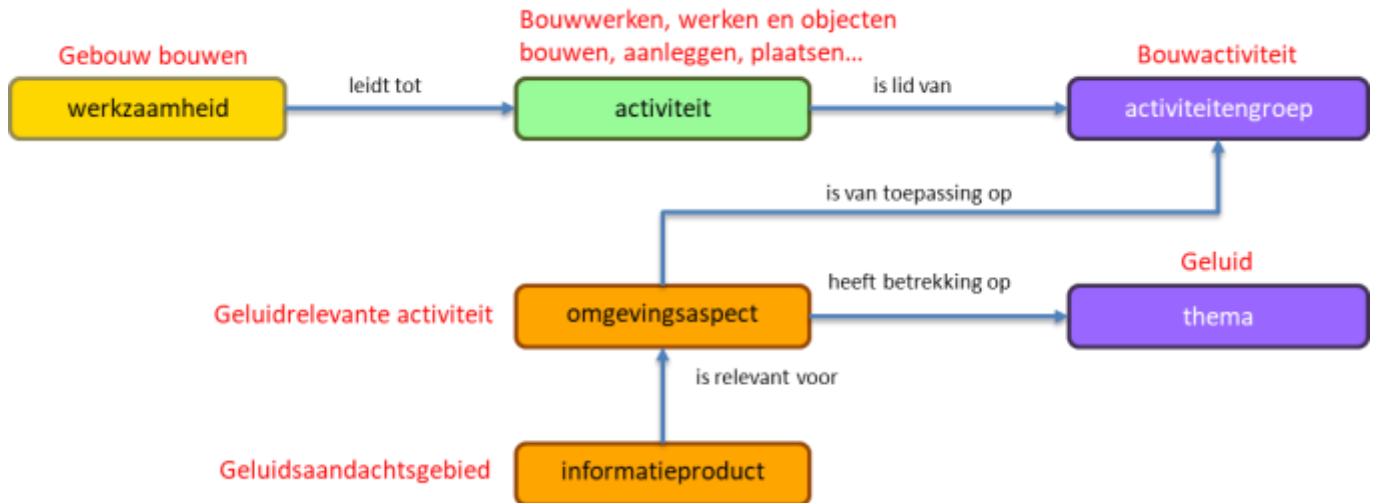 Bouwwerken, werken en objecten
bouwen, aanleggen, plaatsen...
Gebouw bouwen
Bouwactiviteit
werkzaamheid
leidt tot
activiteit
is lid van
activiteitengroep
is van toepassing op
Geluid
heeft betrekking op
Geluidrelevante activiteit
omgevingsaspect
thema
is relevant voor
Geluidsaandachtsgebied
informatieproduct